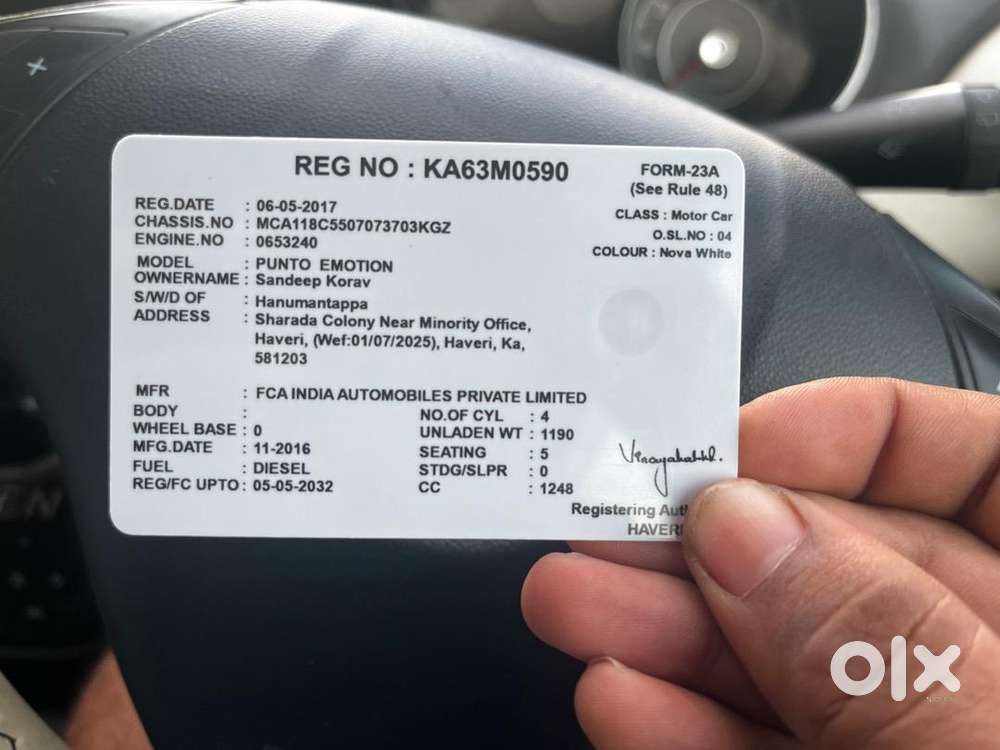 REG NO : KA63M0590
FORM-23A
(See Rule 48)
REG.DATE : 06-05-2017
CLASS : Motor Car
CHASSIS.NO : MCA118C5507073703KGZ
O.SL.NO : 04
ENGINE.NO : 0653240
COLOUR : Nova White
MODEL : PUNTO EMOTION
OWNERNAME : Sandeep Korav
S/W/D OF : Hanumantappa
ADDRESS : Sharada Colony Near Minority Office,
Haveri, (Wef:01/07/2025), Haveri, Ka,
581203
MFR : FCA INDIA AUTOMOBILES PRIVATE LIMITED
BODY :
NO.OF CYL : 4
WHEEL BASE : 0
UNLADEN WT : 1190
MFG.DATE : 11-2016
SEATING : 5
FUEL : DIESEL
STDG/SLPR : 0
REG/FC UPTO : 05-05-2032
CC : 1248
Registering Aut
HAVERI
olx